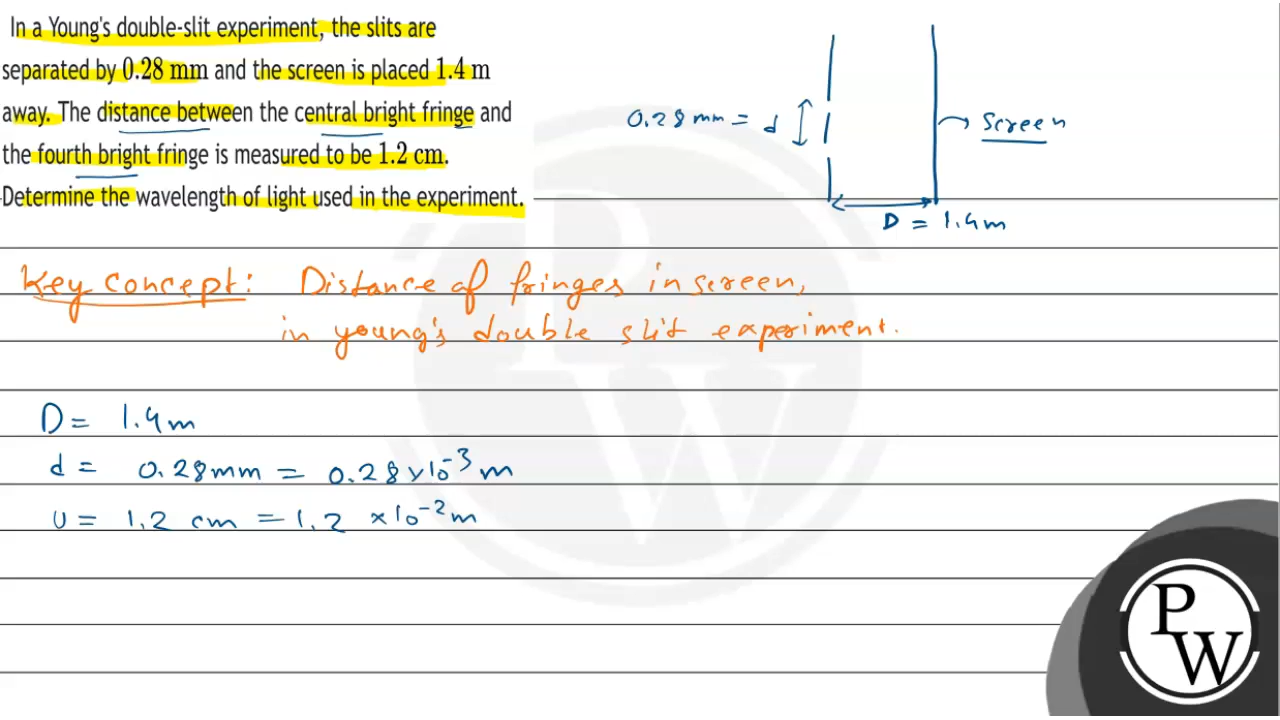 In a Young's double-slit experiment, the slits are
separated by 0.28 mm and the screen is placed 1.4 m
away. The distance between the central bright fringe and
the fourth bright fringe is measured to be 1.2 cm.
Determine the wavelength of light used in the experiment.
0.28 mm = d
Screen
D = 1.4m
Key concept: Distance of fringes in screen,
in young's double slit experiment.
D = 1.4m
d = 0.28mm = 0.28×10⁻³ m
U = 1.2 cm = 1.2 ×10⁻² m
PW
PW